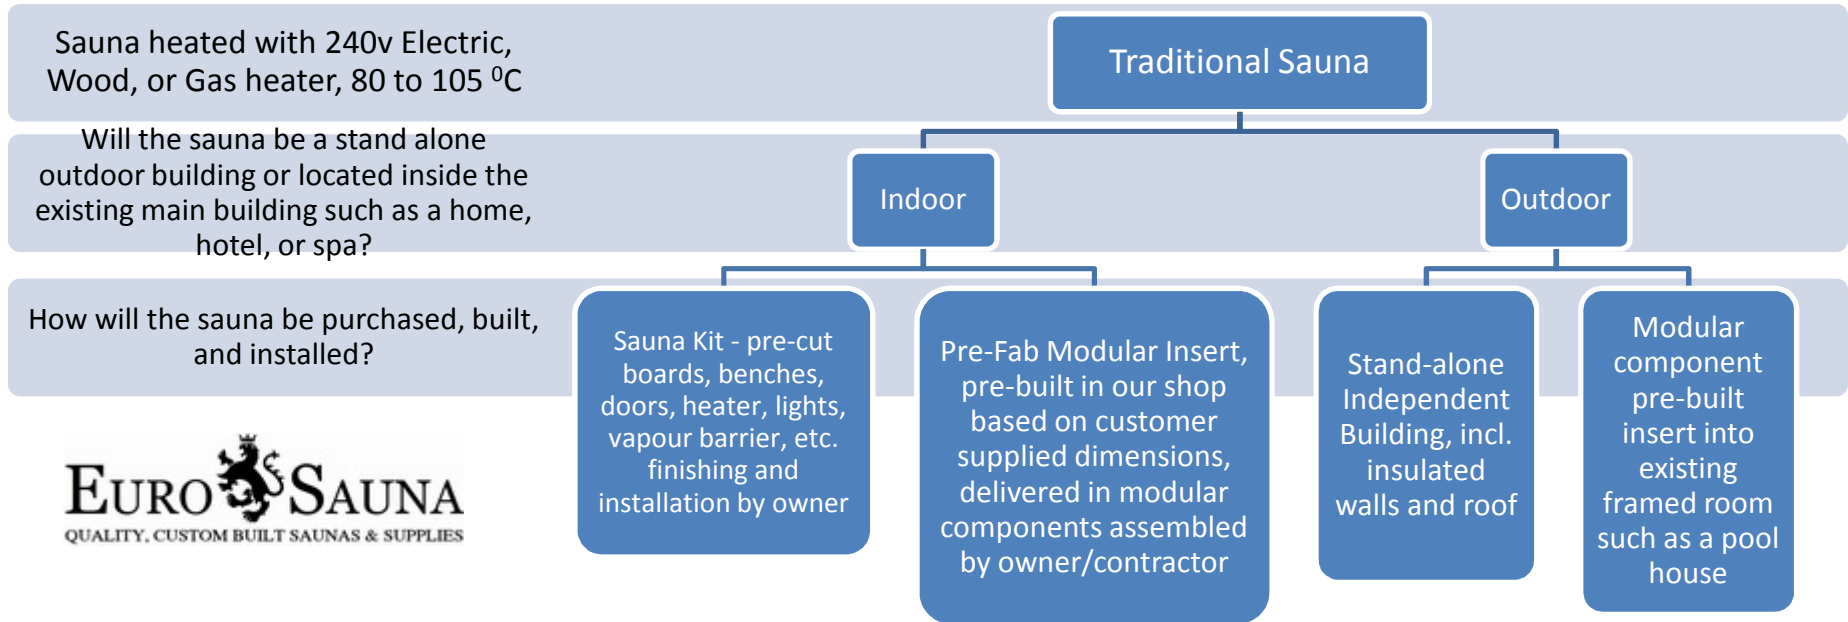 Sauna heated with 240v Electric,
Wood, or Gas heater, 80 to 105 ⁰C
Traditional Sauna
Will the sauna be a stand alone
outdoor building or located inside the
existing main building such as a home,
hotel, or spa?
Indoor
Outdoor
How will the sauna be purchased, built,
and installed?
Sauna Kit - pre-cut
boards, benches,
doors, heater, lights,
vapour barrier, etc.
finishing and
installation by owner
Pre-Fab Modular Insert,
pre-built in our shop
based on customer
supplied dimensions,
delivered in modular
components assembled
by owner/contractor
Stand-alone
Independent
Building, incl.
insulated
walls and roof
Modular
component
pre-built
insert into
existing
framed room
such as a pool
house
EURO SAUNA
QUALITY, CUSTOM BUILT SAUNAS & SUPPLIES